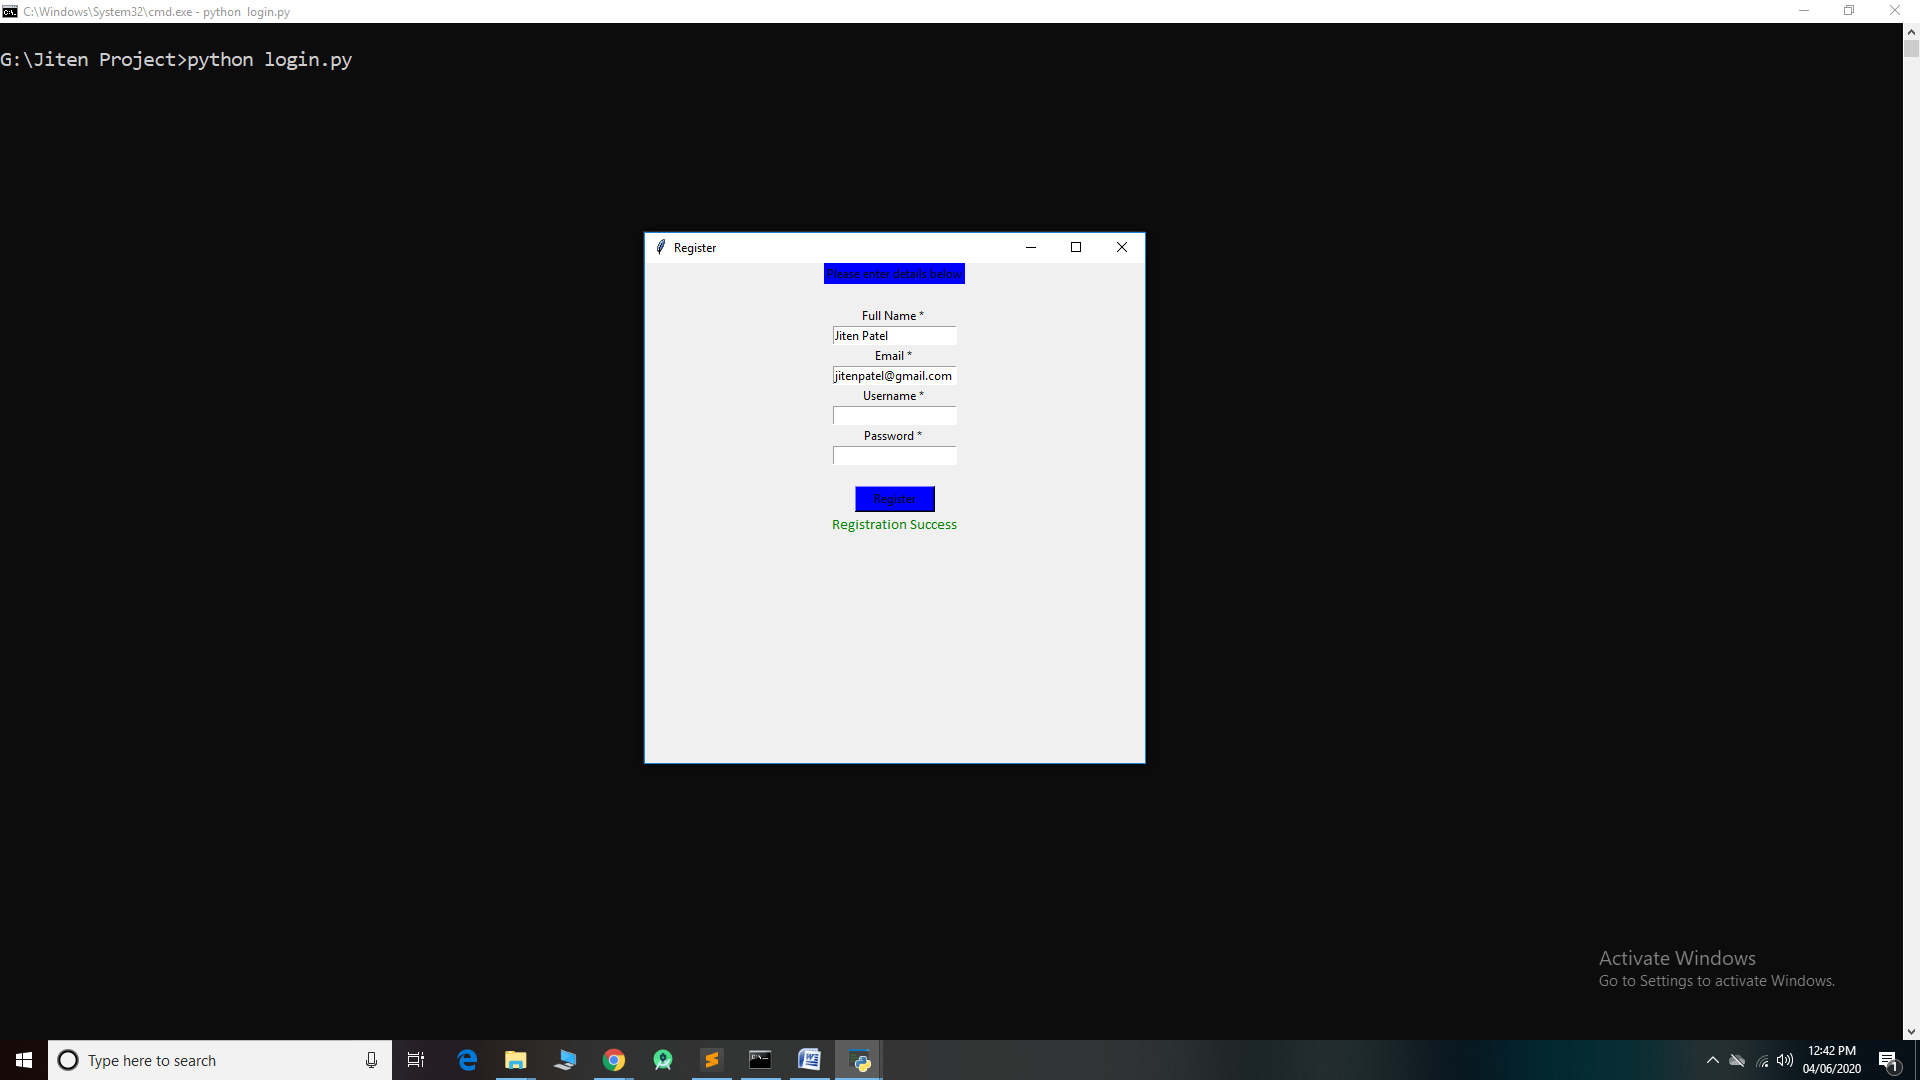 C:\Windows\System32\cmd.exe - python  login.py
G:\Jiten Project>python login.py
Register
Please enter details below
Full Name *
Jiten Patel
Email *
jitenpatel@gmail.com
Username *
Password *
Register
Registration Success
Activate Windows
Go to Settings to activate Windows.
Type here to search
12:42 PM
04/06/2020
1